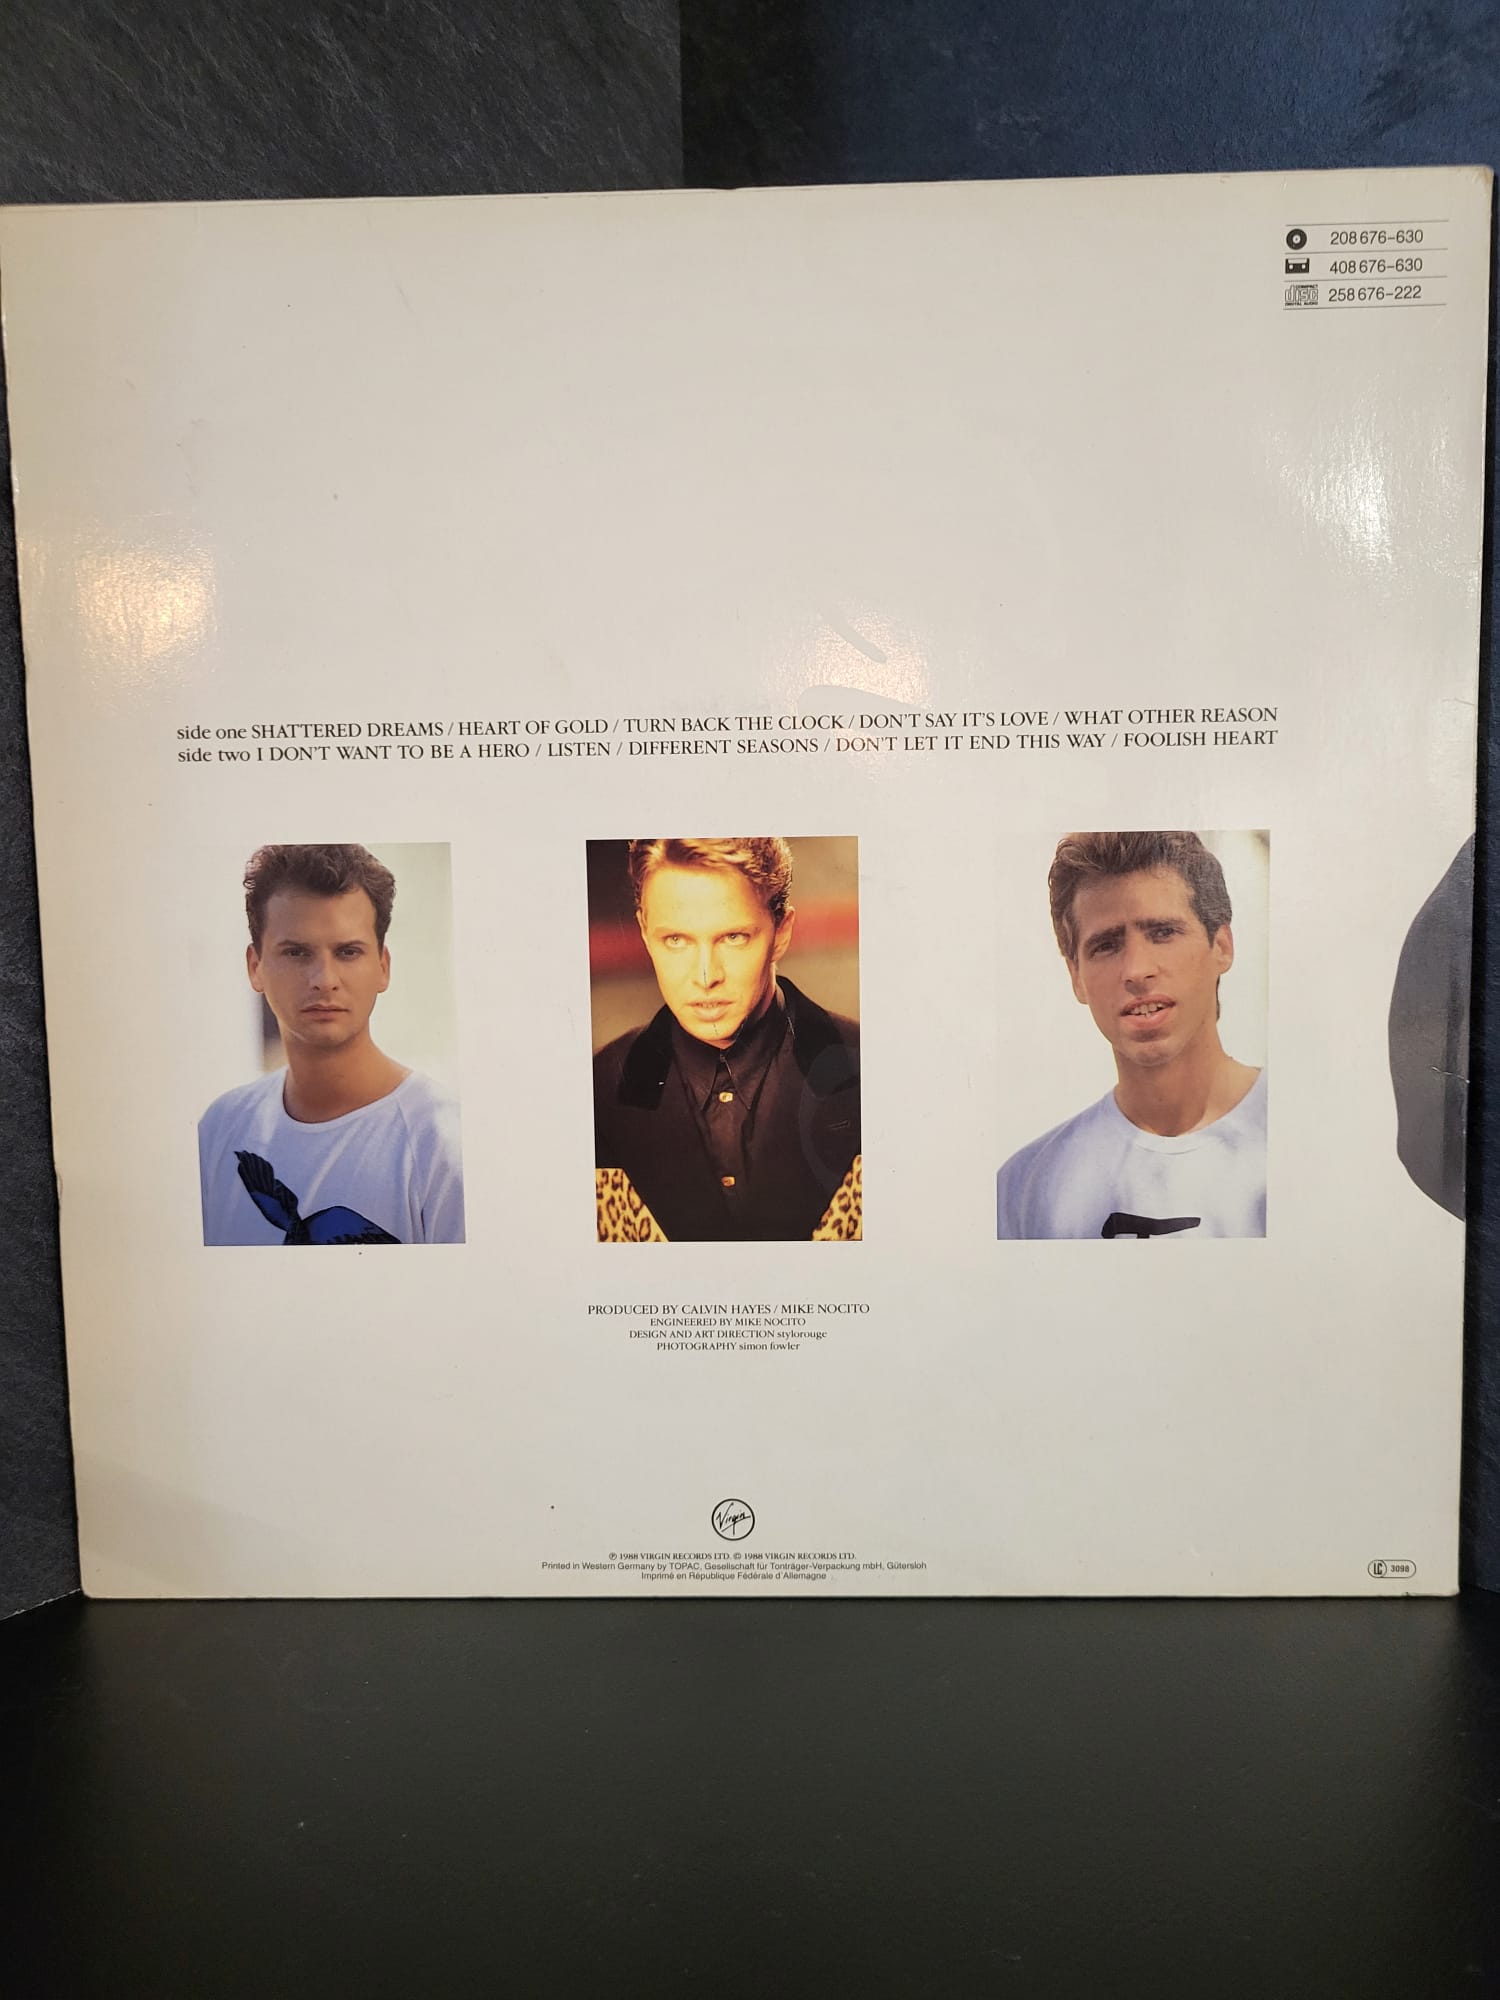 208 676-630
408 676-630
COMPACT
disc
DIGITAL AUDIO
258 676-222
side one SHATTERED DREAMS / HEART OF GOLD / TURN BACK THE CLOCK / DON'T SAY IT'S LOVE / WHAT OTHER REASON
side two I DON'T WANT TO BE A HERO / LISTEN / DIFFERENT SEASONS / DON'T LET IT END THIS WAY / FOOLISH HEART
PRODUCED BY CALVIN HAYES / MIKE NOCITO
ENGINEERED BY MIKE NOCITO
DESIGN AND ART DIRECTION stylorouge
PHOTOGRAPHY simon fowler
Virgin
℗ 1988 VIRGIN RECORDS LTD. © 1988 VIRGIN RECORDS LTD.
Printed in Western Germany by TOPAC, Gesellschaft für Tonträger-Verpackung mbH, Gütersloh
Imprimé en République Fédérale d'Allemagne
LC 3098